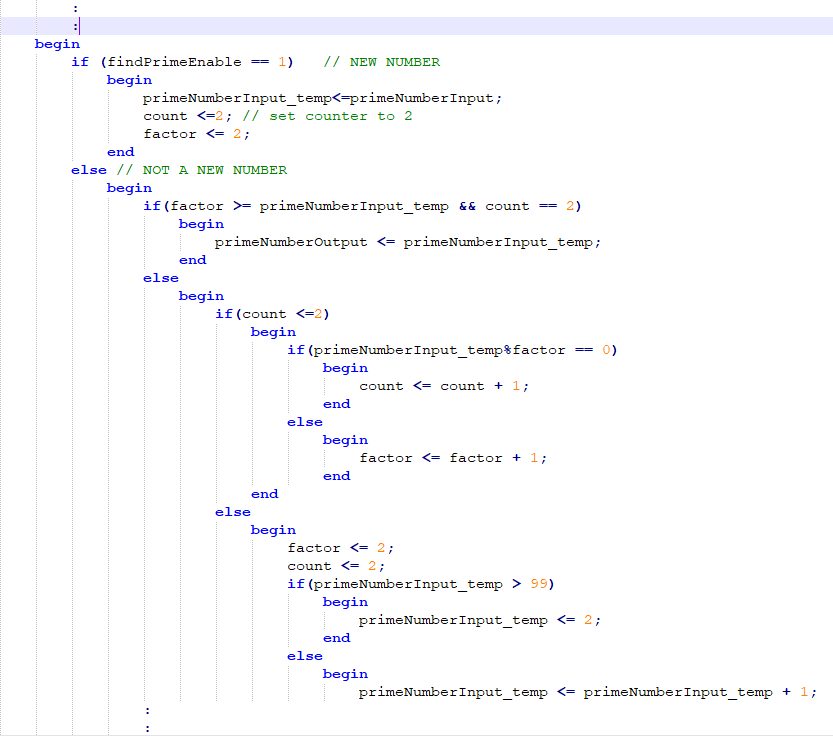 :
:
begin
if (findPrimeEnable == 1) // NEW NUMBER
begin
primeNumberInput_temp<=primeNumberInput;
count <=2; // set counter to 2
factor <= 2;
end
else // NOT A NEW NUMBER
begin
if(factor >= primeNumberInput_temp && count == 2)
begin
primeNumberOutput <= primeNumberInput_temp;
end
else
begin
if(count <=2)
begin
if(primeNumberInput_temp%factor == 0)
begin
count <= count + 1;
end
else
begin
factor <= factor + 1;
end
end
else
begin
factor <= 2;
count <= 2;
if(primeNumberInput_temp > 99)
begin
primeNumberInput_temp <= 2;
end
else
begin
primeNumberInput_temp <= primeNumberInput_temp + 1;
:
: